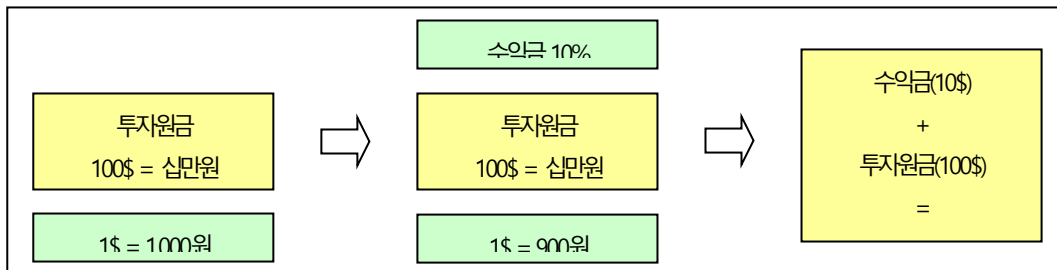 수익금 10%
투자원금
100$ = 십만원
1$ = 1000원
투자원금
100$ = 십만원
1$ = 900원
수익금(10$)
+
투자원금(100$)
=